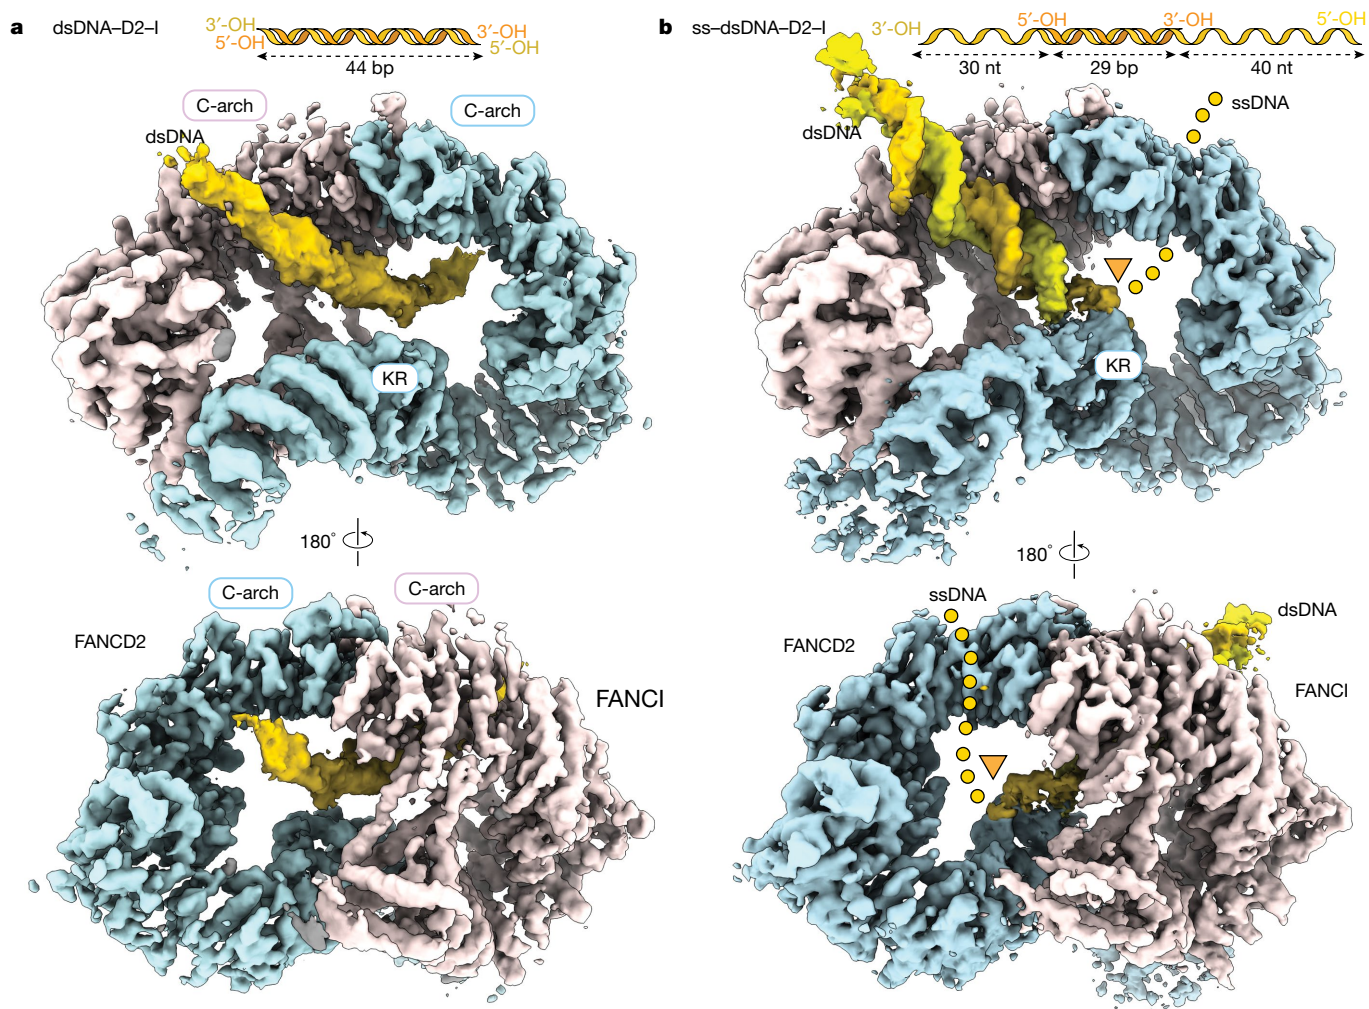 a
dsDNA–D2–I
3′-OH
5′-OH
3′-OH
5′-OH
44 bp
C-arch
C-arch
dsDNA
KR
180°
C-arch
C-arch
FANCD2
FANCI
b
ss–dsDNA–D2–I
3′-OH
5′-OH
3′-OH
5′-OH
30 nt
29 bp
40 nt
dsDNA
ssDNA
KR
180°
ssDNA
dsDNA
FANCD2
FANCI